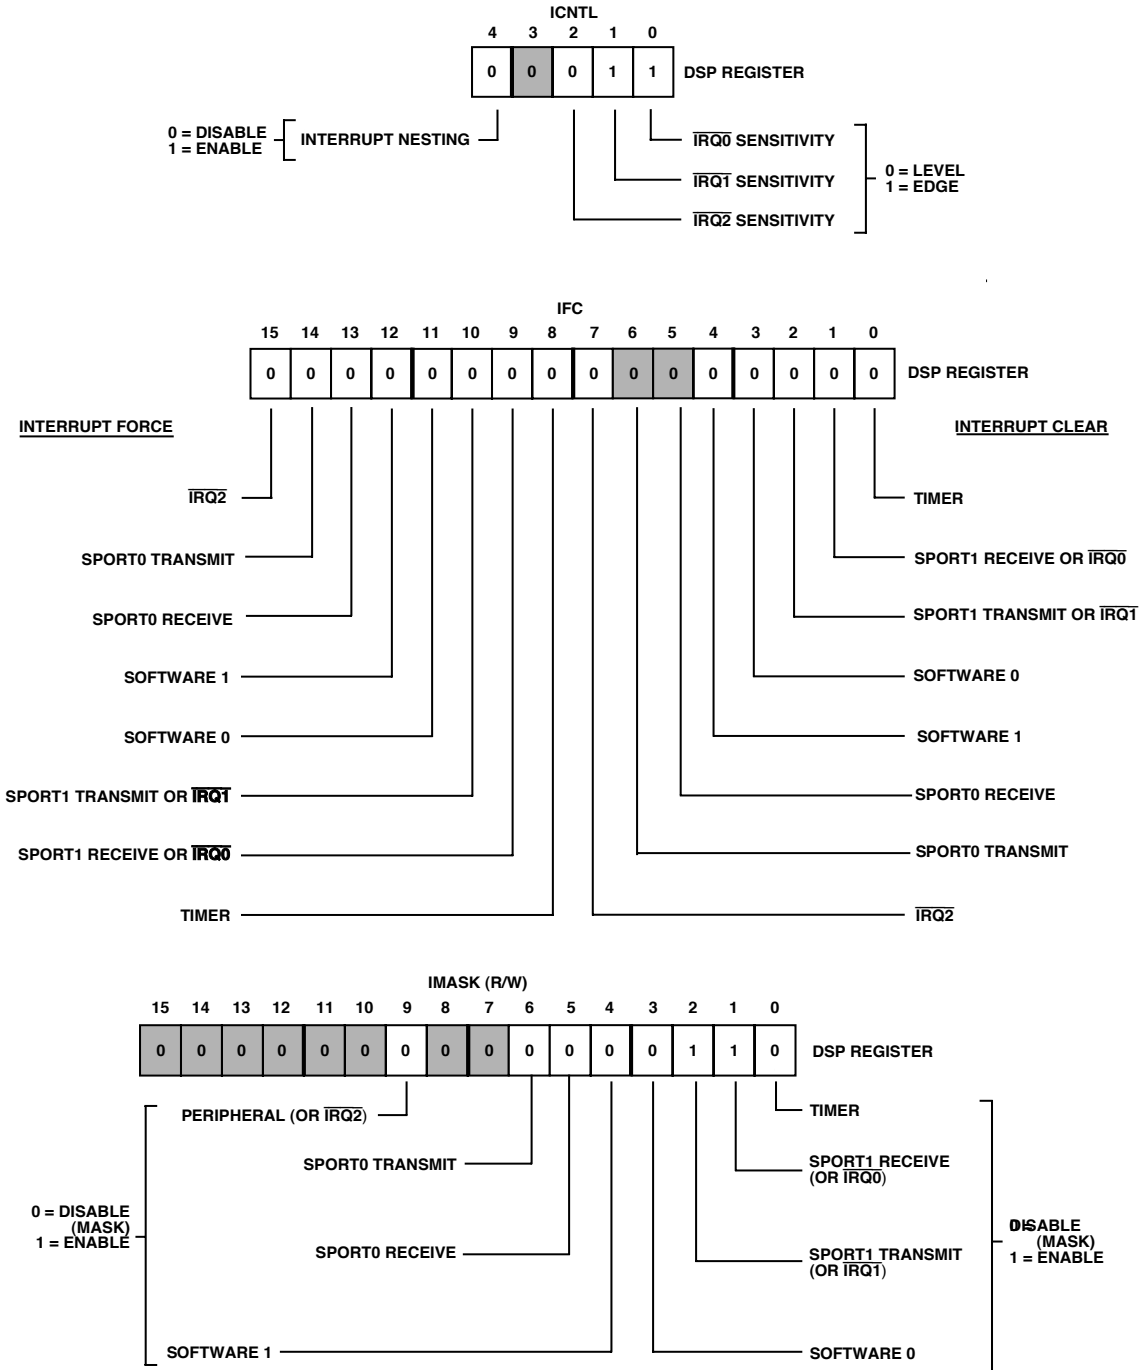 ICNTL
4 3 2 1 0
0 0 0 1 1 DSP REGISTER
0 = DISABLE
1 = ENABLE
INTERRUPT NESTING
IRQ0 SENSITIVITY
IRQ1 SENSITIVITY
IRQ2 SENSITIVITY
0 = LEVEL
1 = EDGE
IFC
15 14 13 12 11 10 9 8 7 6 5 4 3 2 1 0
0 0 0 0 0 0 0 0 0 0 0 0 0 0 0 0 DSP REGISTER
INTERRUPT FORCE
INTERRUPT CLEAR
IRQ2
TIMER
SPORT0 TRANSMIT
SPORT1 RECEIVE OR IRQ0
SPORT0 RECEIVE
SPORT1 TRANSMIT OR IRQ1
SOFTWARE 1
SOFTWARE 0
SOFTWARE 0
SOFTWARE 1
SPORT1 TRANSMIT OR IRQ1
SPORT0 RECEIVE
SPORT1 RECEIVE OR IRQ0
SPORT0 TRANSMIT
TIMER
IRQ2
IMASK (R/W)
15 14 13 12 11 10 9 8 7 6 5 4 3 2 1 0
0 0 0 0 0 0 0 0 0 0 0 0 0 1 1 0 DSP REGISTER
PERIPHERAL (OR IRQ2)
TIMER
SPORT0 TRANSMIT
SPORT1 RECEIVE
(OR IRQ0)
0 = DISABLE
(MASK)
1 = ENABLE
SPORT0 RECEIVE
SPORT1 TRANSMIT
(OR IRQ1)
DISABLE
(MASK)
1 = ENABLE
SOFTWARE 1
SOFTWARE 0